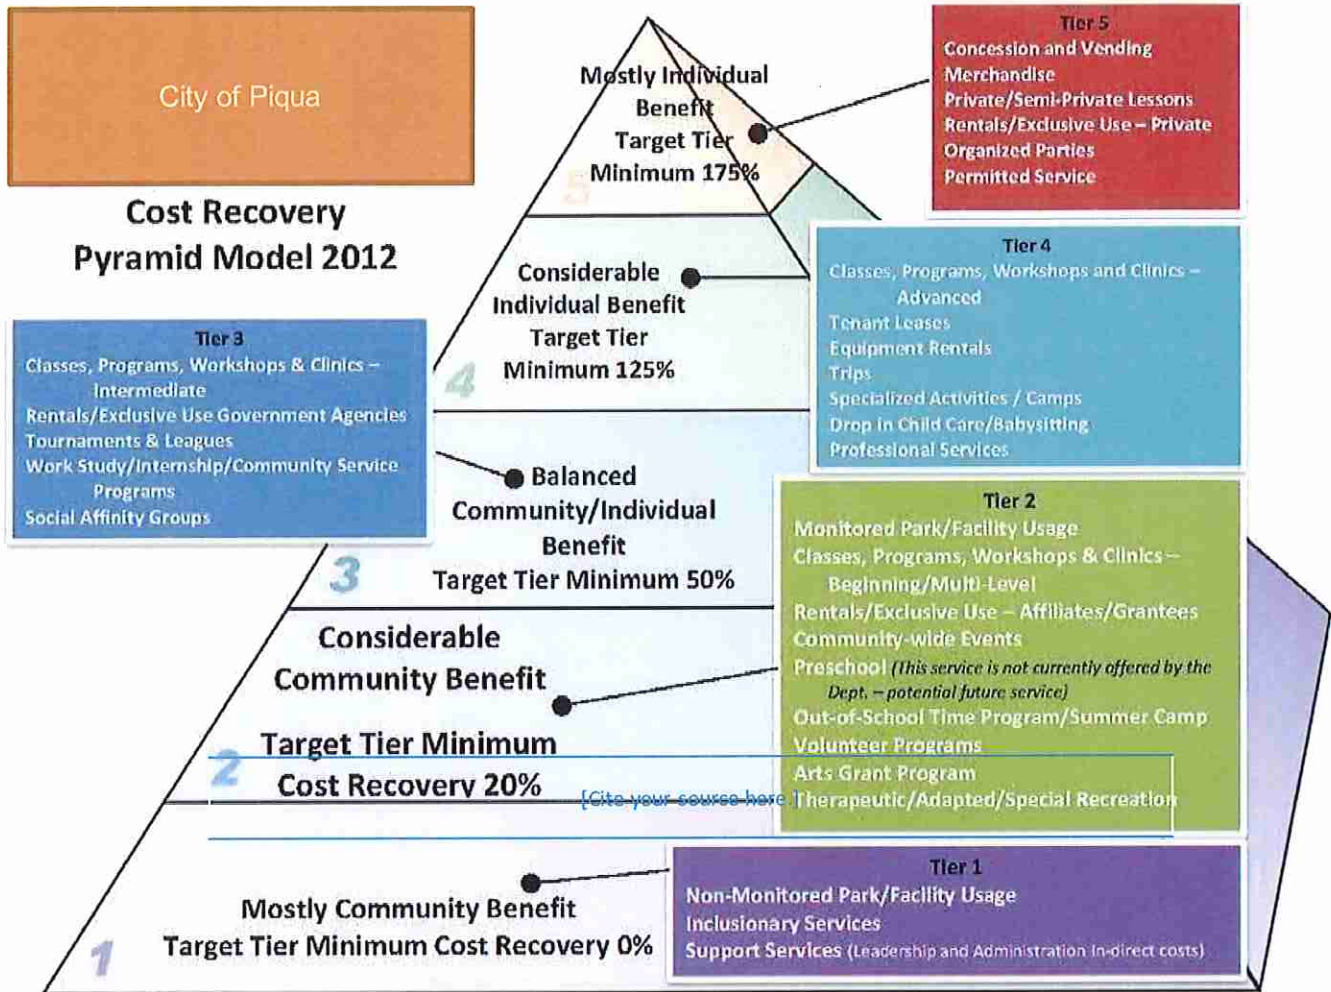 City of Piqua
Cost Recovery
Pyramid Model 2012
Mostly Individual
Benefit
Target Tier
Minimum 175%
5
Tier 5
Concession and Vending
Merchandise
Private/Semi-Private Lessons
Rentals/Exclusive Use – Private
Organized Parties
Permitted Service
Considerable
Individual Benefit
Target Tier
Minimum 125%
4
Tier 4
Classes, Programs, Workshops and Clinics –
Advanced
Tenant Leases
Equipment Rentals
Trips
Specialized Activities / Camps
Drop in Child Care/Babysitting
Professional Services
Tier 3
Classes, Programs, Workshops & Clinics –
Intermediate
Rentals/Exclusive Use Government Agencies
Tournaments & Leagues
Work Study/Internship/Community Service
Programs
Social Affinity Groups
Balanced
Community/Individual
Benefit
Target Tier Minimum 50%
3
Tier 2
Monitored Park/Facility Usage
Classes, Programs, Workshops & Clinics –
Beginning/Multi-Level
Rentals/Exclusive Use – Affiliates/Grantees
Community-wide Events
Preschool (This service is not currently offered by the
Dept. – potential future service)
Out-of-School Time Program/Summer Camp
Volunteer Programs
Arts Grant Program
Therapeutic/Adapted/Special Recreation
Considerable
Community Benefit
Target Tier Minimum
Cost Recovery 20%
2
[Cite your source here.]
Tier 1
Non-Monitored Park/Facility Usage
Inclusionary Services
Support Services (Leadership and Administration In-direct costs)
Mostly Community Benefit
Target Tier Minimum Cost Recovery 0%
1